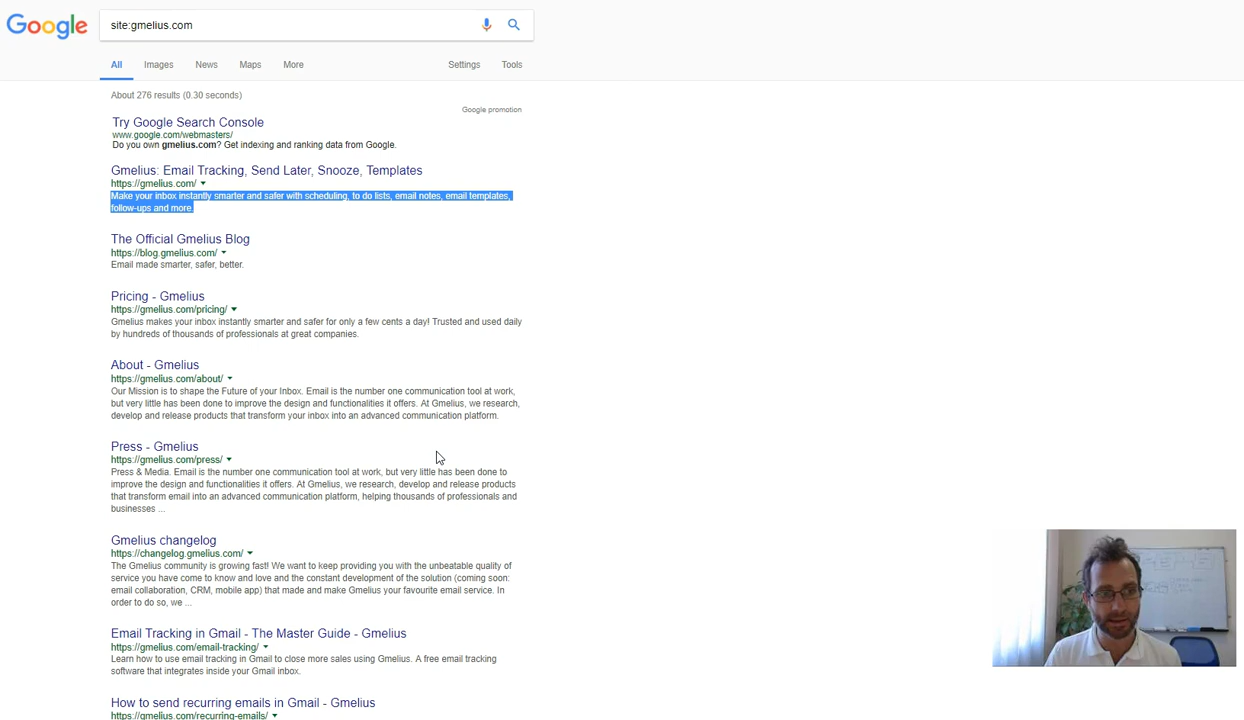 Google
site:gmelius.com
All Images News Maps More Settings Tools
About 276 results (0.30 seconds)
Google promotion
Try Google Search Console
www.google.com/webmasters/
Do you own gmelius.com? Get indexing and ranking data from Google.
Gmelius: Email Tracking, Send Later, Snooze, Templates
https://gmelius.com/
Make your inbox instantly smarter and safer with scheduling, to do lists, email notes, email templates,
follow-ups and more.
The Official Gmelius Blog
https://blog.gmelius.com/
Email made smarter, safer, better.
Pricing - Gmelius
https://gmelius.com/pricing/
Gmelius makes your inbox instantly smarter and safer for only a few cents a day! Trusted and used daily
by hundreds of thousands of professionals at great companies.
About - Gmelius
https://gmelius.com/about/
Our Mission is to shape the Future of your Inbox. Email is the number one communication tool at work,
but very little has been done to improve the design and functionalities it offers. At Gmelius, we research,
develop and release products that transform your inbox into an advanced communication platform.
Press - Gmelius
https://gmelius.com/press/
Press & Media. Email is the number one communication tool at work, but very little has been done to
improve the design and functionalities it offers. At Gmelius, we research, develop and release products
that transform email into an advanced communication platform, helping thousands of professionals and
businesses ...
Gmelius changelog
https://changelog.gmelius.com/
The Gmelius community is growing fast! We want to keep providing you with the unbeatable quality of
service you have come to know and love and the constant development of the solution (coming soon:
email collaboration, CRM, mobile app) that made and make Gmelius your favourite email service. In
order to do so, we ...
Email Tracking in Gmail - The Master Guide - Gmelius
https://gmelius.com/email-tracking/
Learn how to use email tracking in Gmail to close more sales using Gmelius. A free email tracking
software that integrates inside your Gmail inbox.
How to send recurring emails in Gmail - Gmelius
https://gmelius.com/recurring-emails/